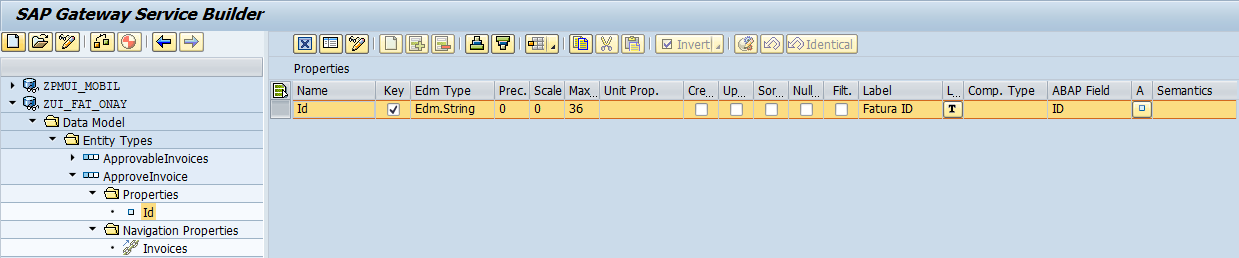 SAP Gateway Service Builder
Invert
Identical
ZPMUI_MOBIL
ZUI_FAT_ONAY
Data Model
Entity Types
ApprovableInvoices
ApproveInvoice
Properties
Id
Navigation Properties
Invoices
Properties
Name Key Edm Type Prec. Scale Max... Unit Prop. Cre... Up... Sor... Null... Filt. Label L... Comp. Type ABAP Field A Semantics
Id Edm.String 0 0 36 Fatura ID T ID